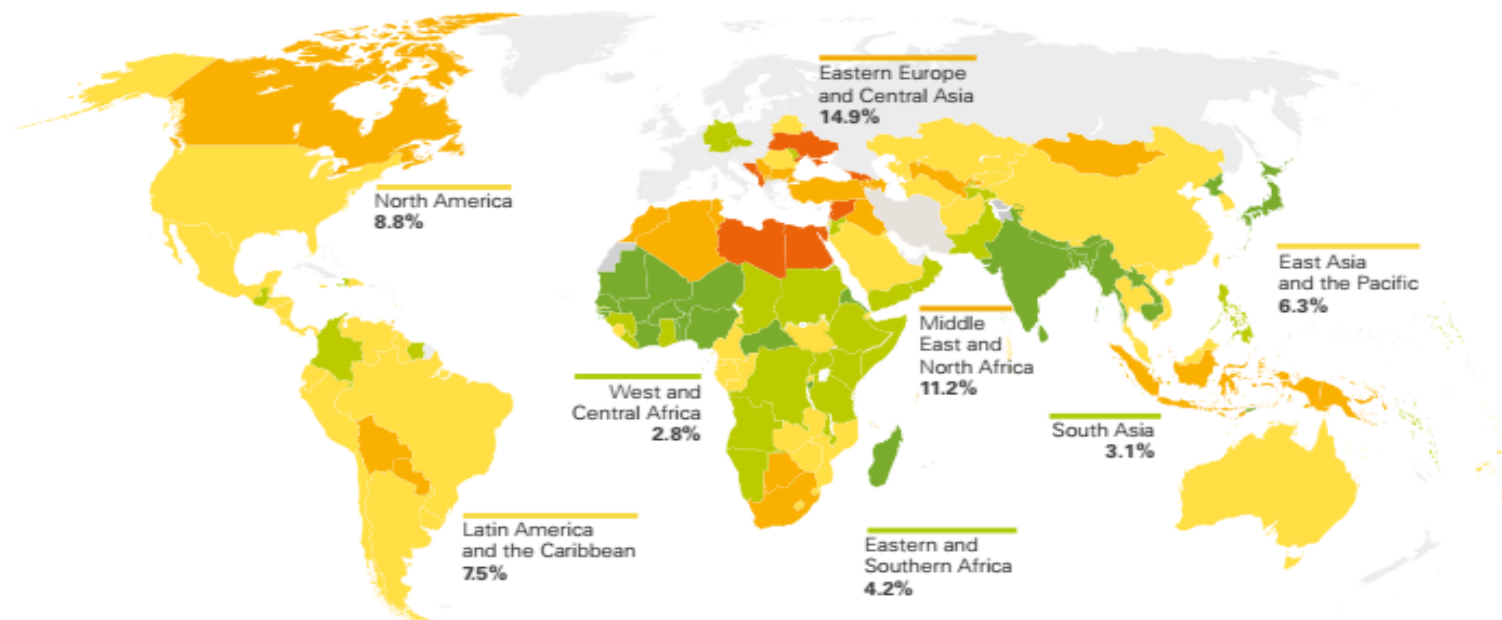 Eastern Europe
and Central Asia
14.9%
North America
8.8%
East Asia
and the Pacific
6.3%
Middle
East and
North Africa
11.2%
West and
Central Africa
2.8%
South Asia
3.1%
Latin America
and the Caribbean
7.5%
Eastern and
Southern Africa
4.2%